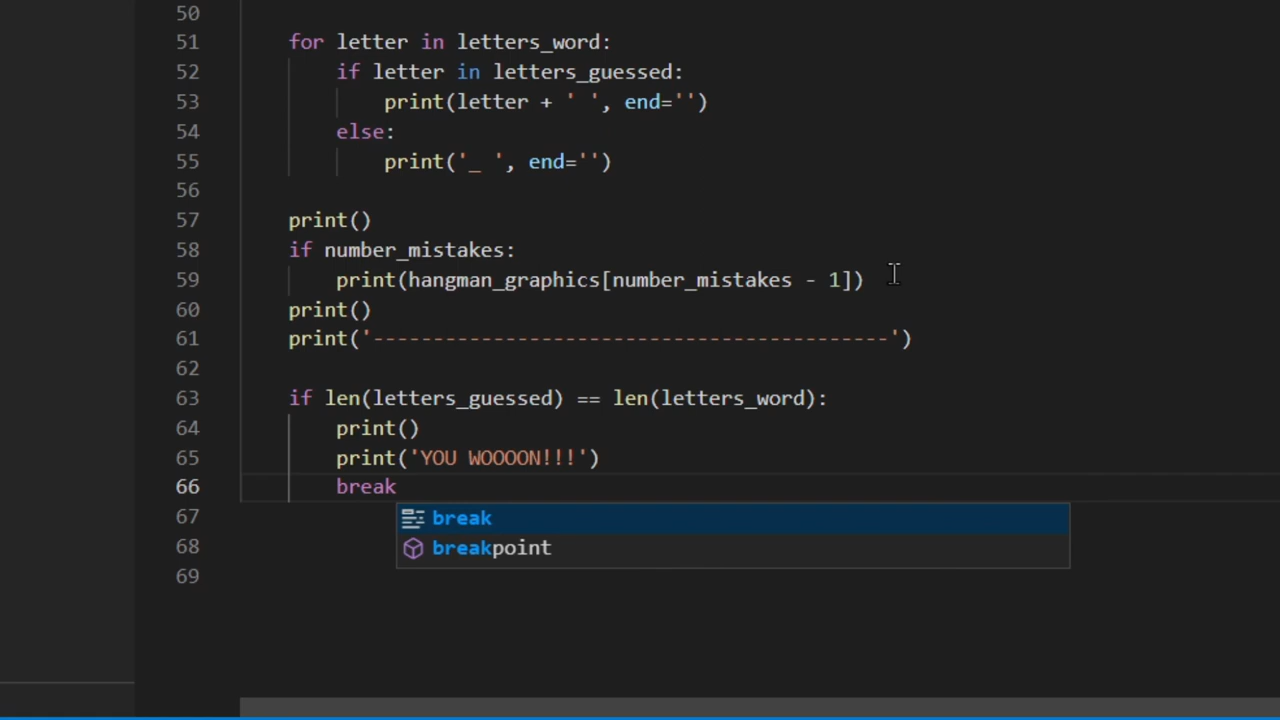 50
51 for letter in letters_word:
52 if letter in letters_guessed:
53 print(letter + ' ', end='')
54 else:
55 print('_ ', end='')
56
57 print()
58 if number_mistakes:
59 print(hangman_graphics[number_mistakes - 1])
60 print()
61 print('-------------------------------------------')
62
63 if len(letters_guessed) == len(letters_word):
64 print()
65 print('YOU WOOOON!!!')
66 break
67 break
68 breakpoint
69